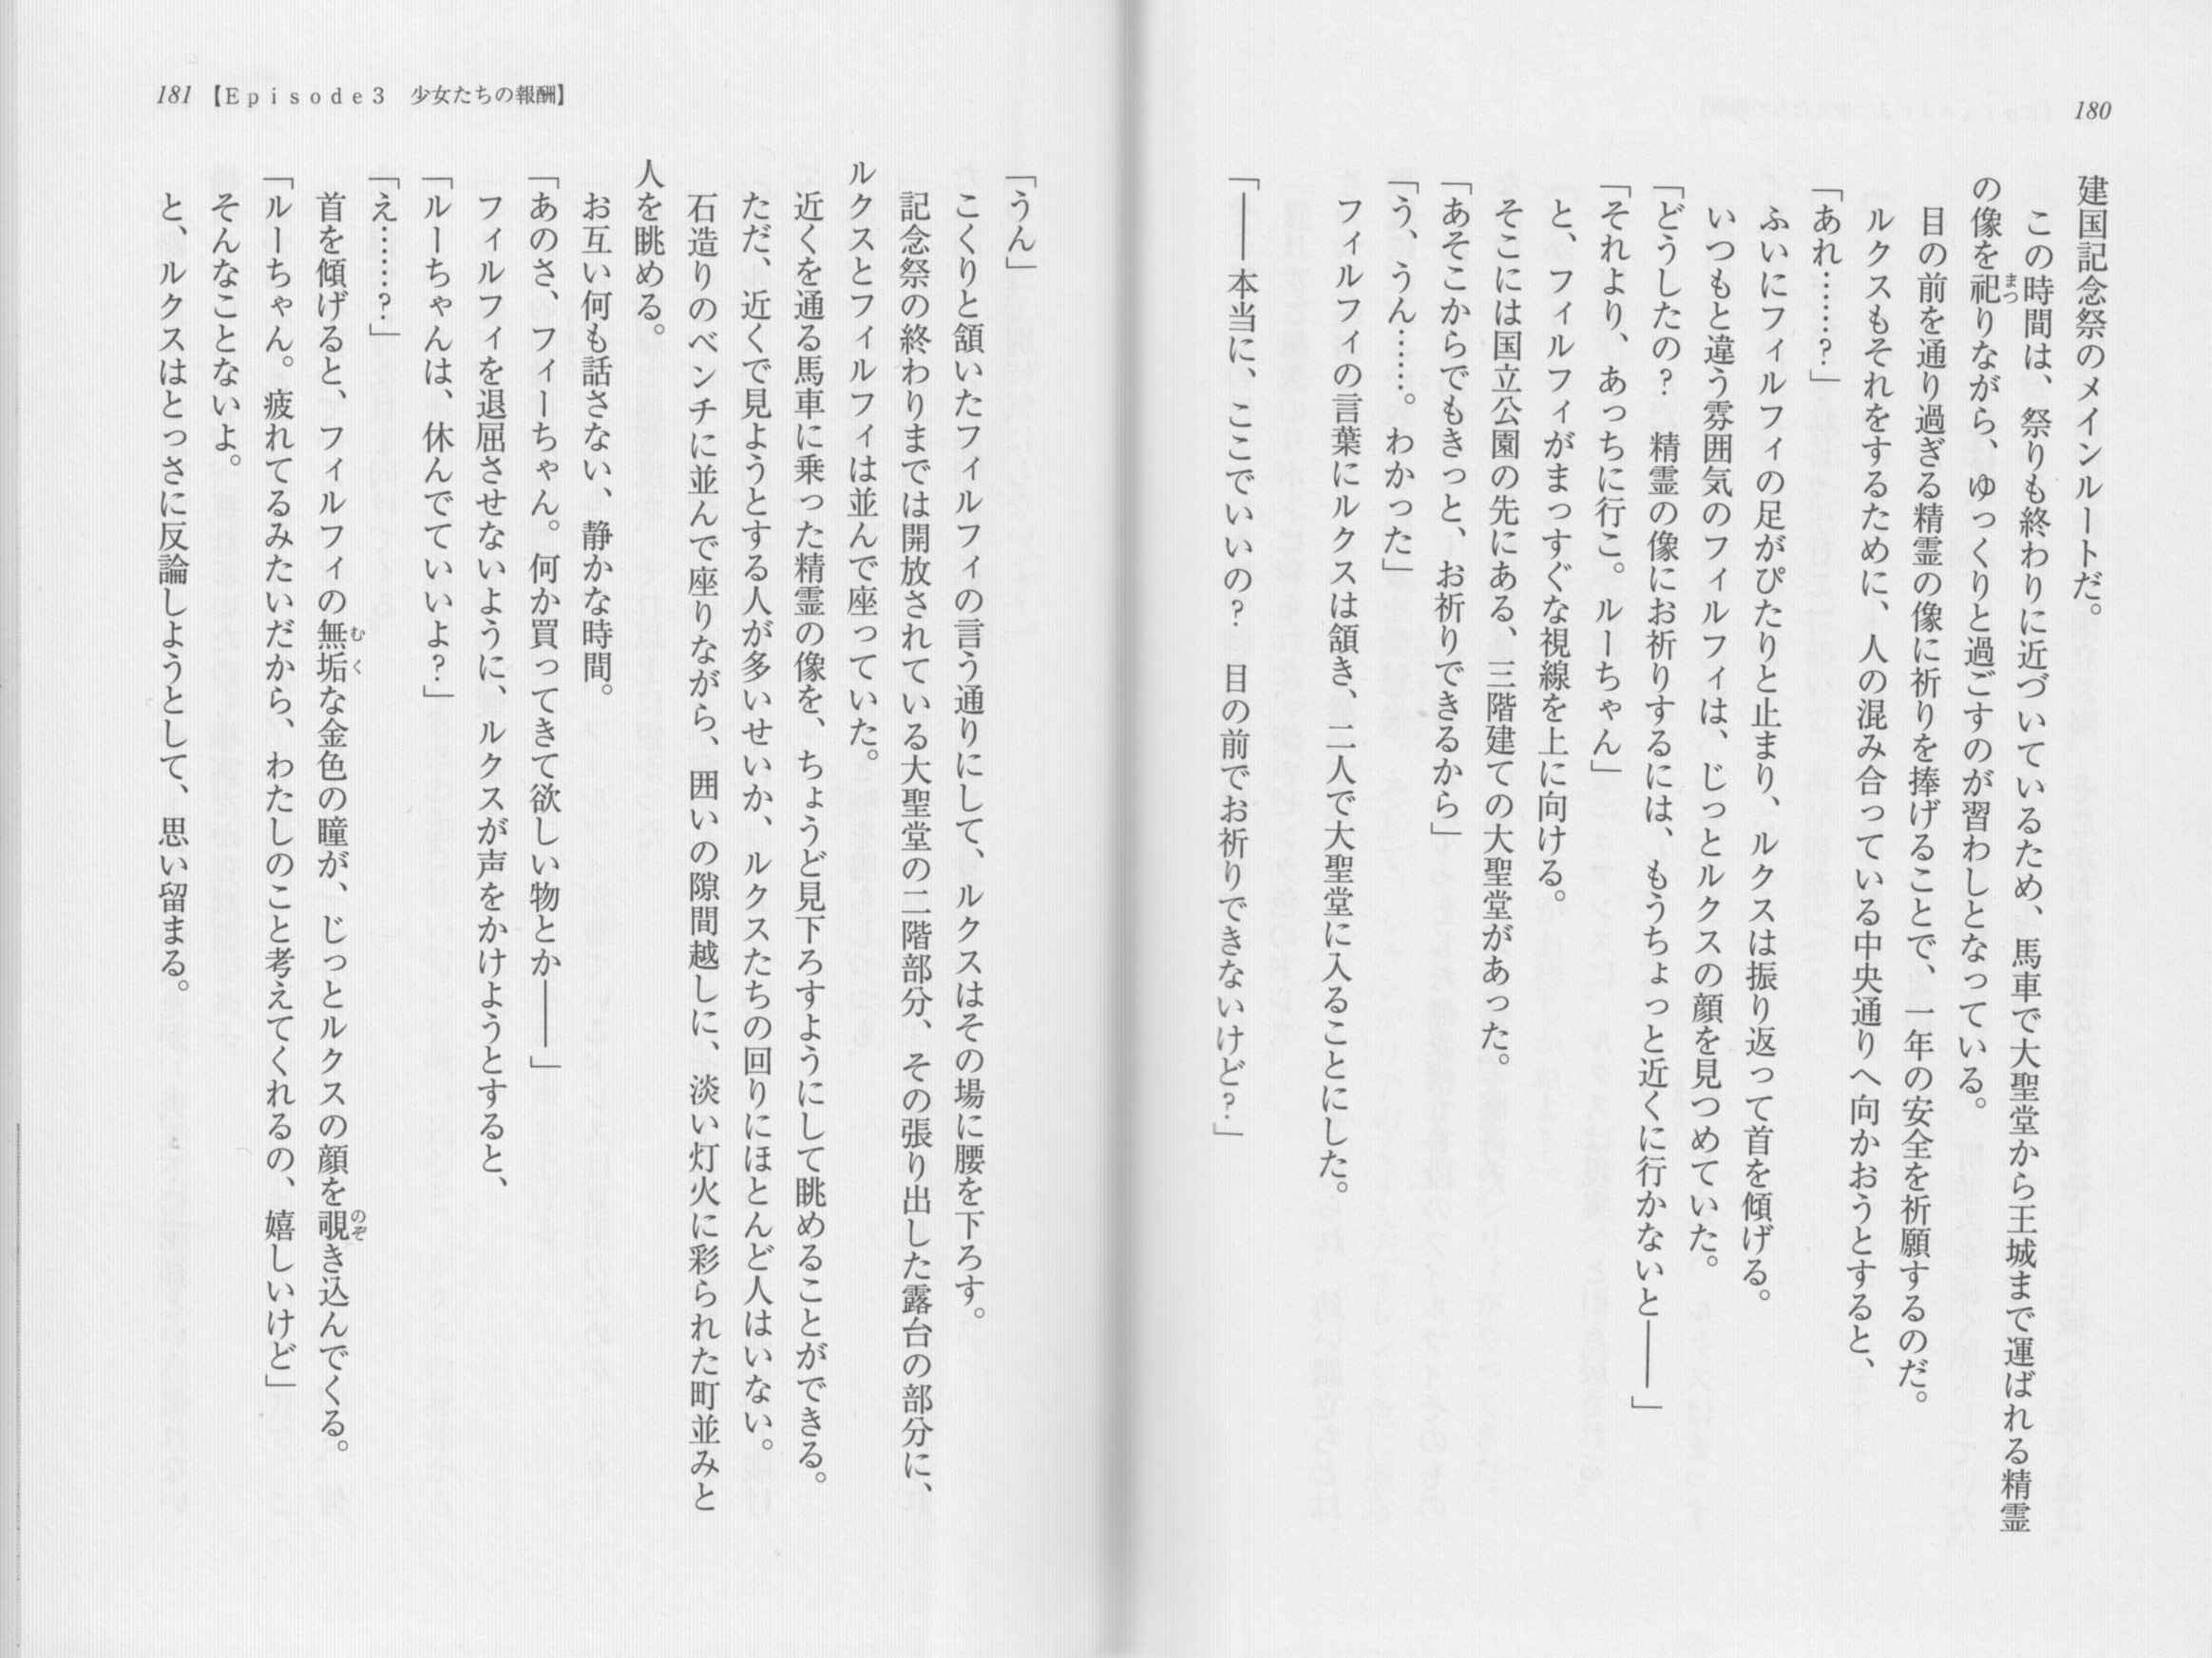 180
建国記念祭のメインルートだ。
この時間は、祭りも終わりに近づいているため、馬車で大聖堂から王城まで運ばれる精霊
の像を祀りながら、ゆっくりと過ごすのが習わしとなっている。
まつ
目の前を通り過ぎる精霊の像に祈りを捧げることで、一年の安全を祈願するのだ。
ルクスもそれをするために、人の混み合っている中央通りへ向かおうとすると、
「あれ……？」
ふいにフィルフィの足がぴたりと止まり、ルクスは振り返って首を傾げる。
いつもと違う雰囲気のフィルフィは、じっとルクスの顔を見つめていた。
「どうしたの？　精霊の像にお祈りするには、もうちょっと近くに行かないと――」
「それより、あっちに行こ。ルーちゃん」
と、フィルフィがまっすぐな視線を上に向ける。
そこには国立公園の先にある、三階建ての大聖堂があった。
「あそこからでもきっと、お祈りできるから」
「う、うん……。わかった」
フィルフィの言葉にルクスは頷き、二人で大聖堂に入ることにした。
「――本当に、ここでいいの？　目の前でお祈りできないけど？」
181【Episode3　少女たちの報酬】
「うん」
こくりと頷いたフィルフィの言う通りにして、ルクスはその場に腰を下ろす。
記念祭の終わりまでは開放されている大聖堂の二階部分、その張り出した露台の部分に、
ルクスとフィルフィは並んで座っていた。
近くを通る馬車に乗った精霊の像を、ちょうど見下ろすようにして眺めることができる。
ただ、近くで見ようとする人が多いせいか、ルクスたちの回りにほとんど人はいない。
石造りのベンチに並んで座りながら、囲いの隙間越しに、淡い灯火に彩られた町並みと
人を眺める。
お互い何も話さない、静かな時間。
「あのさ、フィーちゃん。何か買ってきて欲しい物とか――」
フィルフィを退屈させないように、ルクスが声をかけようとすると、
「ルーちゃんは、休んでていいよ？」
「え……？」
首を傾げると、フィルフィの無垢な金色の瞳が、じっとルクスの顔を覗き込んでくる。
むく
のぞ
「ルーちゃん。疲れてるみたいだから、わたしのこと考えてくれるの、嬉しいけど」
そんなことないよ。
と、ルクスはとっさに反論しようとして、思い留まる。